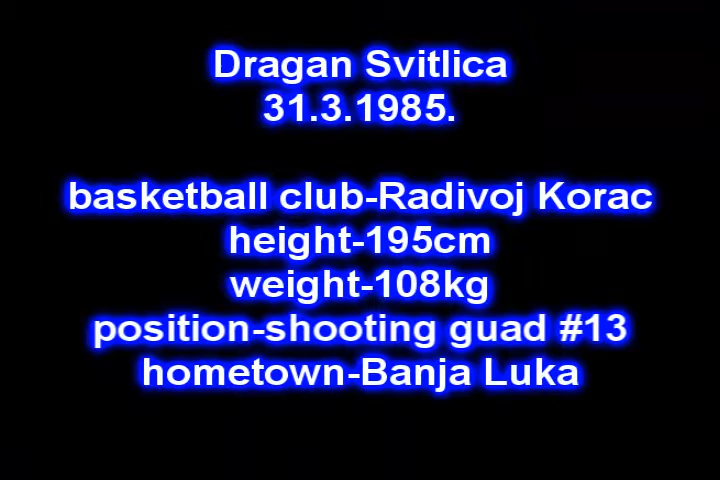 Dragan Svitlica
31.3.1985.
basketball club-Radivoj Korac
height-195cm
weight-108kg
position-shooting guad #13
hometown-Banja Luka